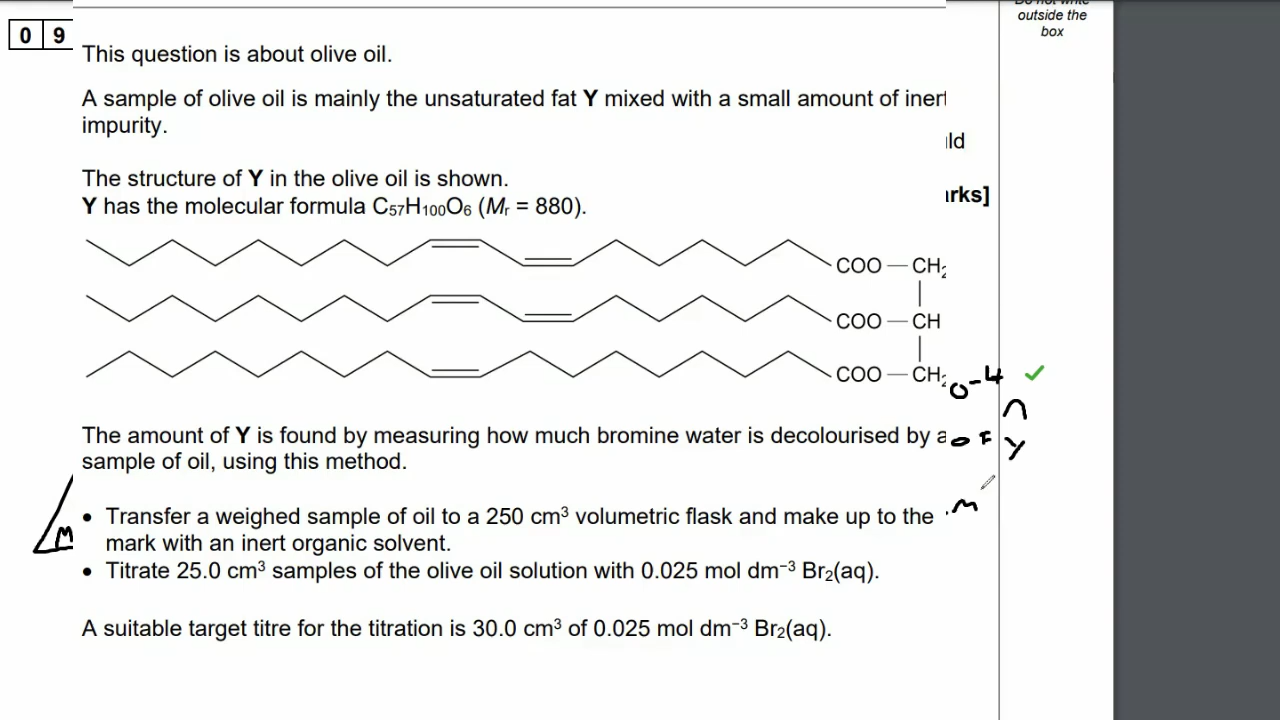 Do not write
outside the
box
0 9
This question is about olive oil.
A sample of olive oil is mainly the unsaturated fat Y mixed with a small amount of inert
impurity.
ld
The structure of Y in the olive oil is shown.
rks]
Y has the molecular formula C₅₇H₁₀₀O₆ (Mᵣ = 880).
COO — CH₂
COO — CH
COO — CH₂
0-4 ✓
n
The amount of Y is found by measuring how much bromine water is decolourised by a
of Y
sample of oil, using this method.
• Transfer a weighed sample of oil to a 250 cm³ volumetric flask and make up to the
m
M
mark with an inert organic solvent.
• Titrate 25.0 cm³ samples of the olive oil solution with 0.025 mol dm⁻³ Br₂(aq).
A suitable target titre for the titration is 30.0 cm³ of 0.025 mol dm⁻³ Br₂(aq).